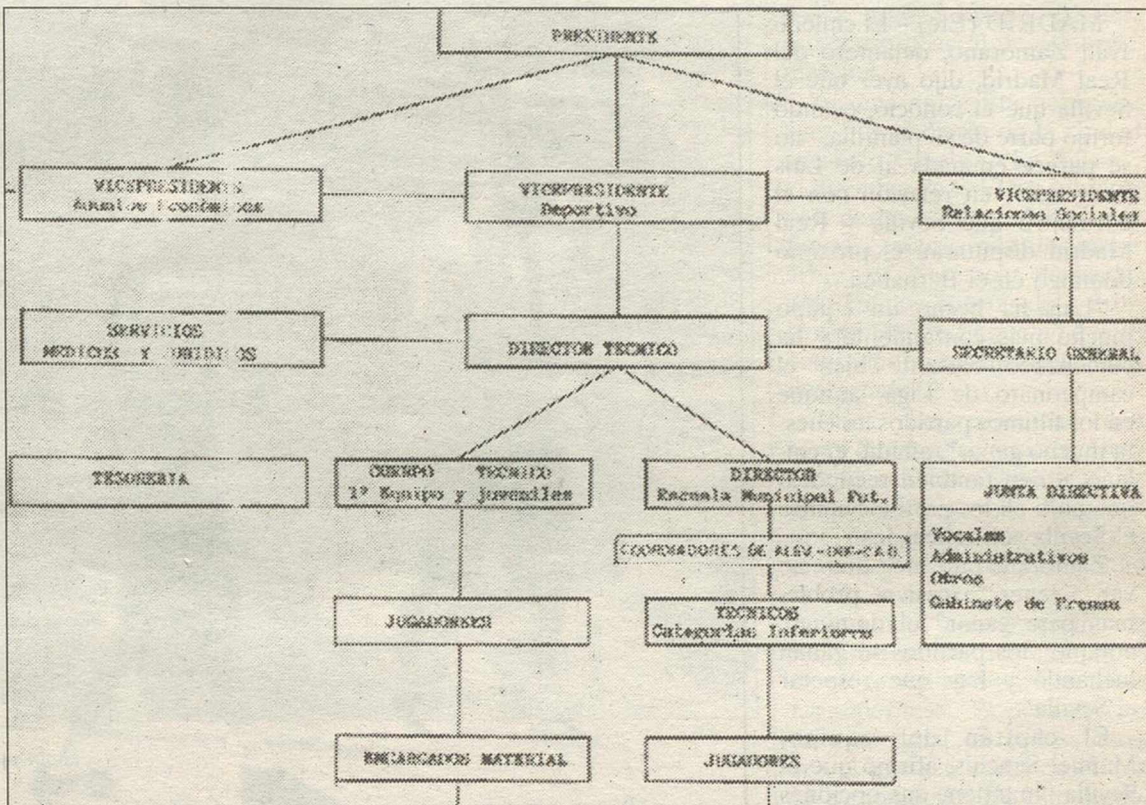 PRESIDENTE
VICEPRESIDENTE
Asuntos Económicos
VICEPRESIDENTE
Deportivo
VICEPRESIDENTE
Relaciones Sociales
SERVICIOS
MEDICOS y JURIDICOS
DIRECTOR TECNICO
SECRETARIO GENERAL
TESORERIA
CUERPO TECNICO
1º Equipo y juveniles
DIRECTOR
Escuela Municipal Fut.
JUNTA DIRECTIVA
Vocales
Administrativos
Otros
Gabinete de Prensa
COORDINADORES DE ALEV-INF-CAD.
JUGADORES
TECNICOS
Categorias Inferiores
ENCARGADOS MATERIAL
JUGADORES